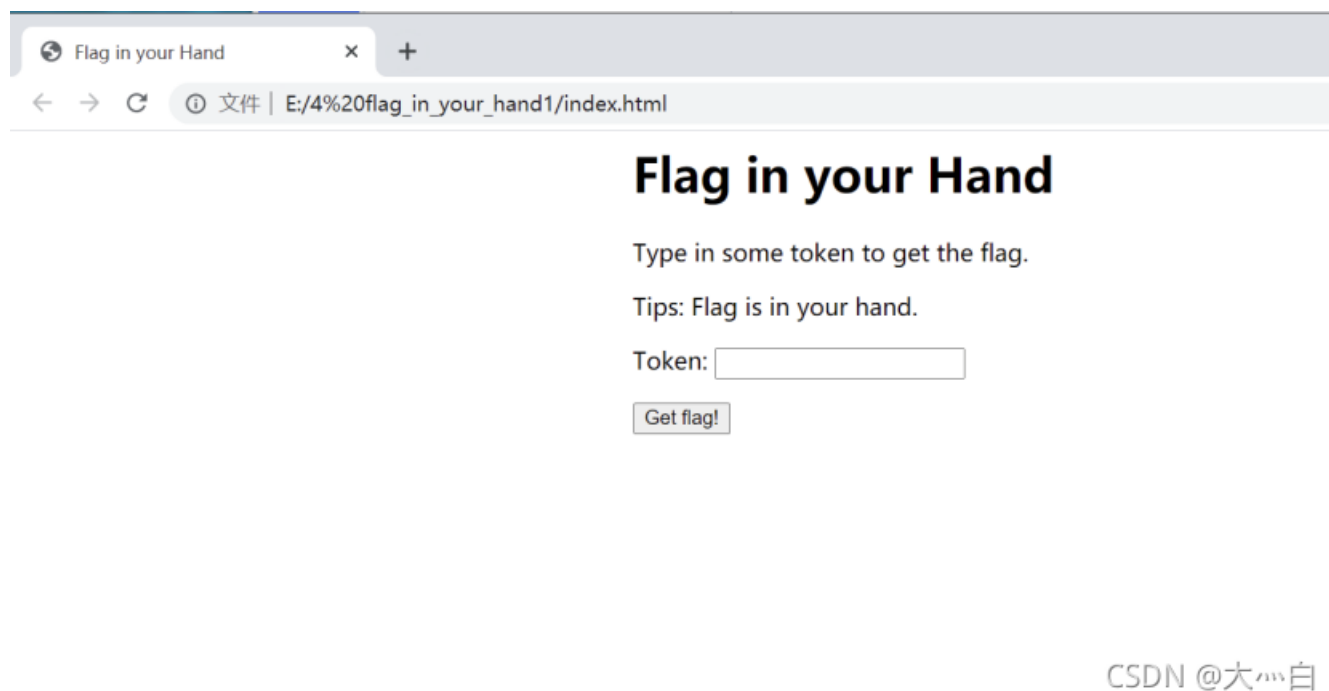 Flag in your Hand
文件 | E:/4%20flag_in_your_hand1/index.html
Flag in your Hand
Type in some token to get the flag.
Tips: Flag is in your hand.
Token:
Get flag!
CSDN @大灬白